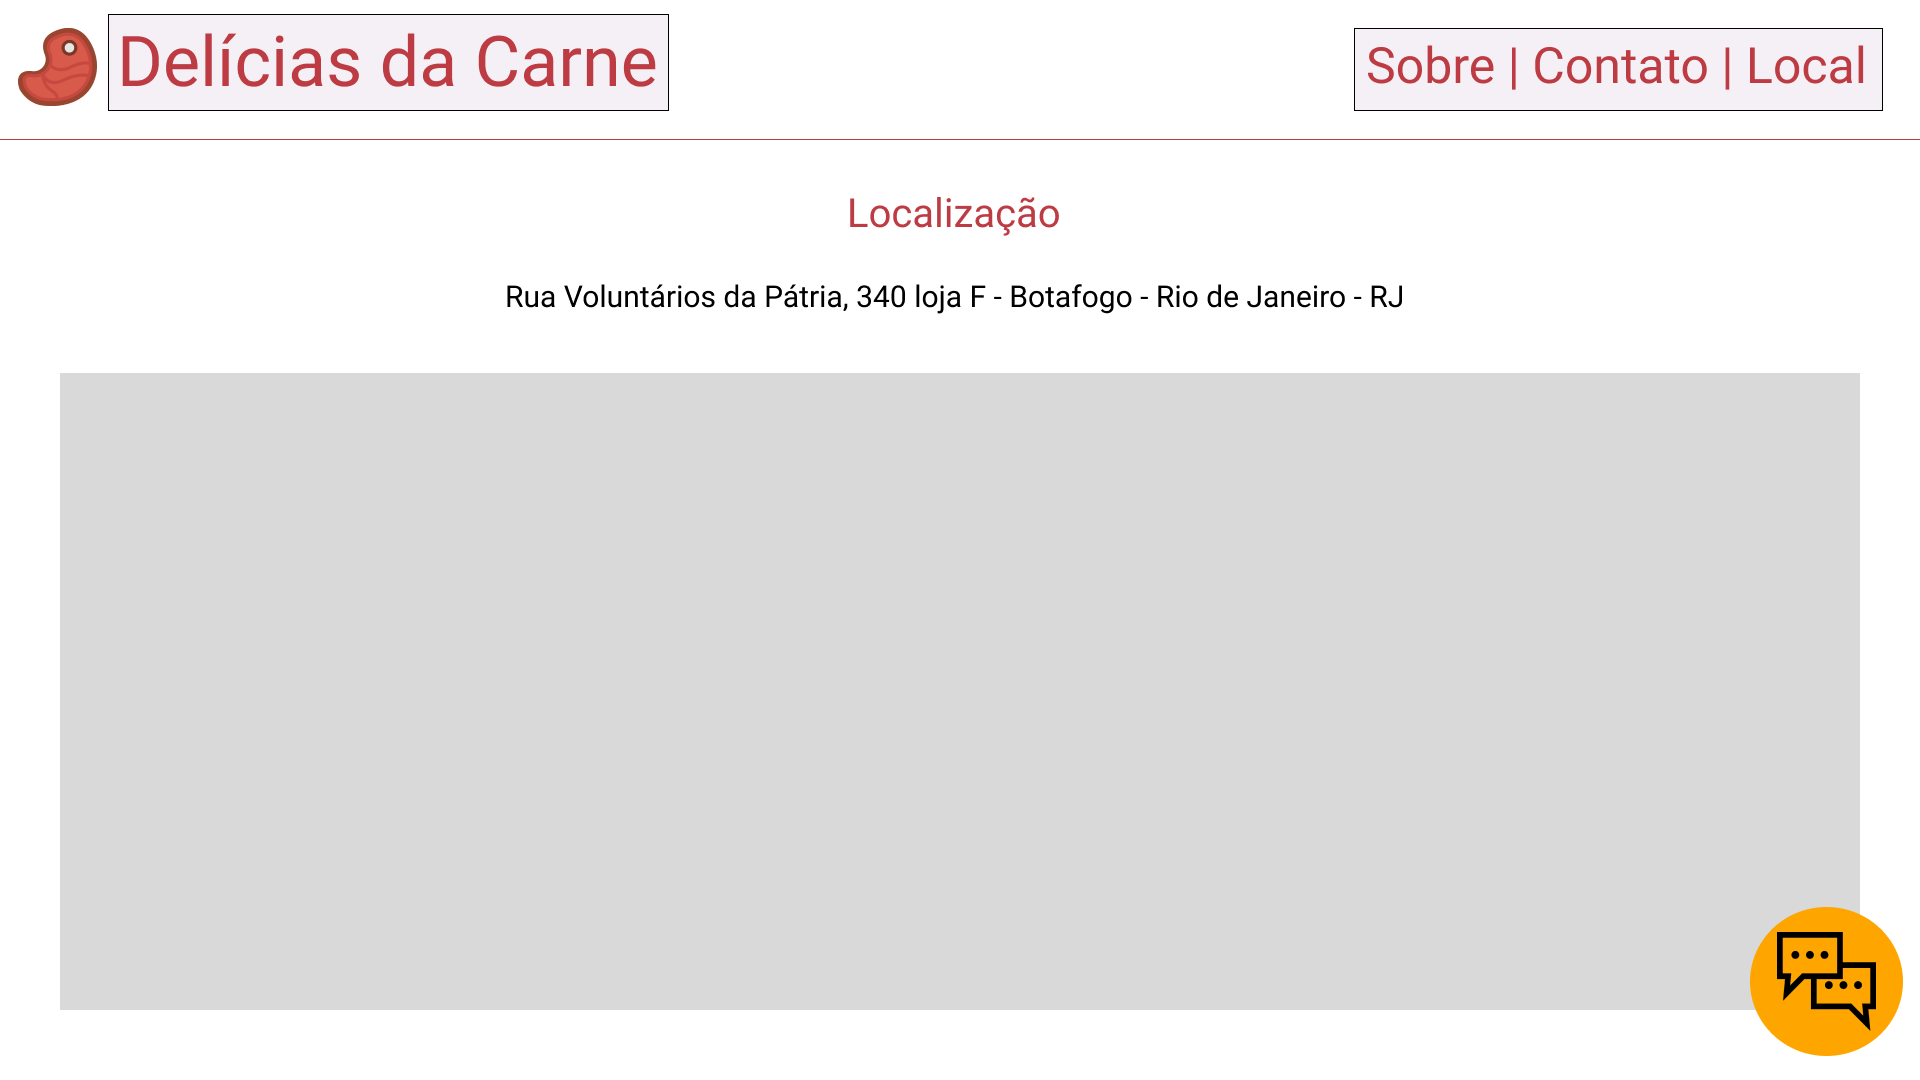 Delícias da Carne
Sobre | Contato | Local
Localização
Rua Voluntários da Pátria, 340 loja F - Botafogo - Rio de Janeiro - RJ